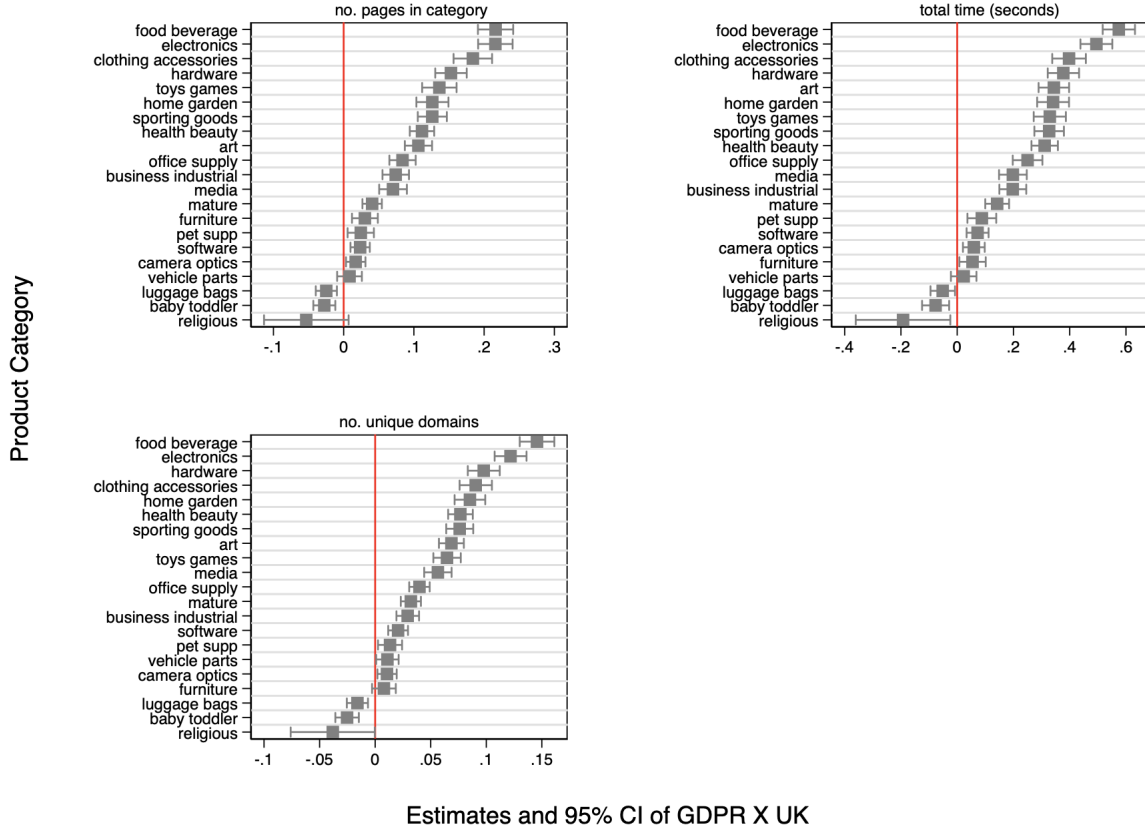 no. pages in category
food beverage
electronics
clothing accessories
hardware
toys games
home garden
sporting goods
health beauty
art
office supply
business industrial
media
mature
furniture
pet supp
software
camera optics
vehicle parts
luggage bags
baby toddler
religious
-.1 0 .1 .2 .3
total time (seconds)
food beverage
electronics
clothing accessories
hardware
art
home garden
toys games
sporting goods
health beauty
office supply
media
business industrial
mature
pet supp
software
camera optics
furniture
vehicle parts
luggage bags
baby toddler
religious
-.4 -.2 0 .2 .4 .6
Product Category
no. unique domains
food beverage
electronics
hardware
clothing accessories
home garden
health beauty
sporting goods
art
toys games
media
office supply
mature
business industrial
software
pet supp
vehicle parts
camera optics
furniture
luggage bags
baby toddler
religious
-.1 -.05 0 .05 .1 .15
Estimates and 95% CI of GDPR X UK